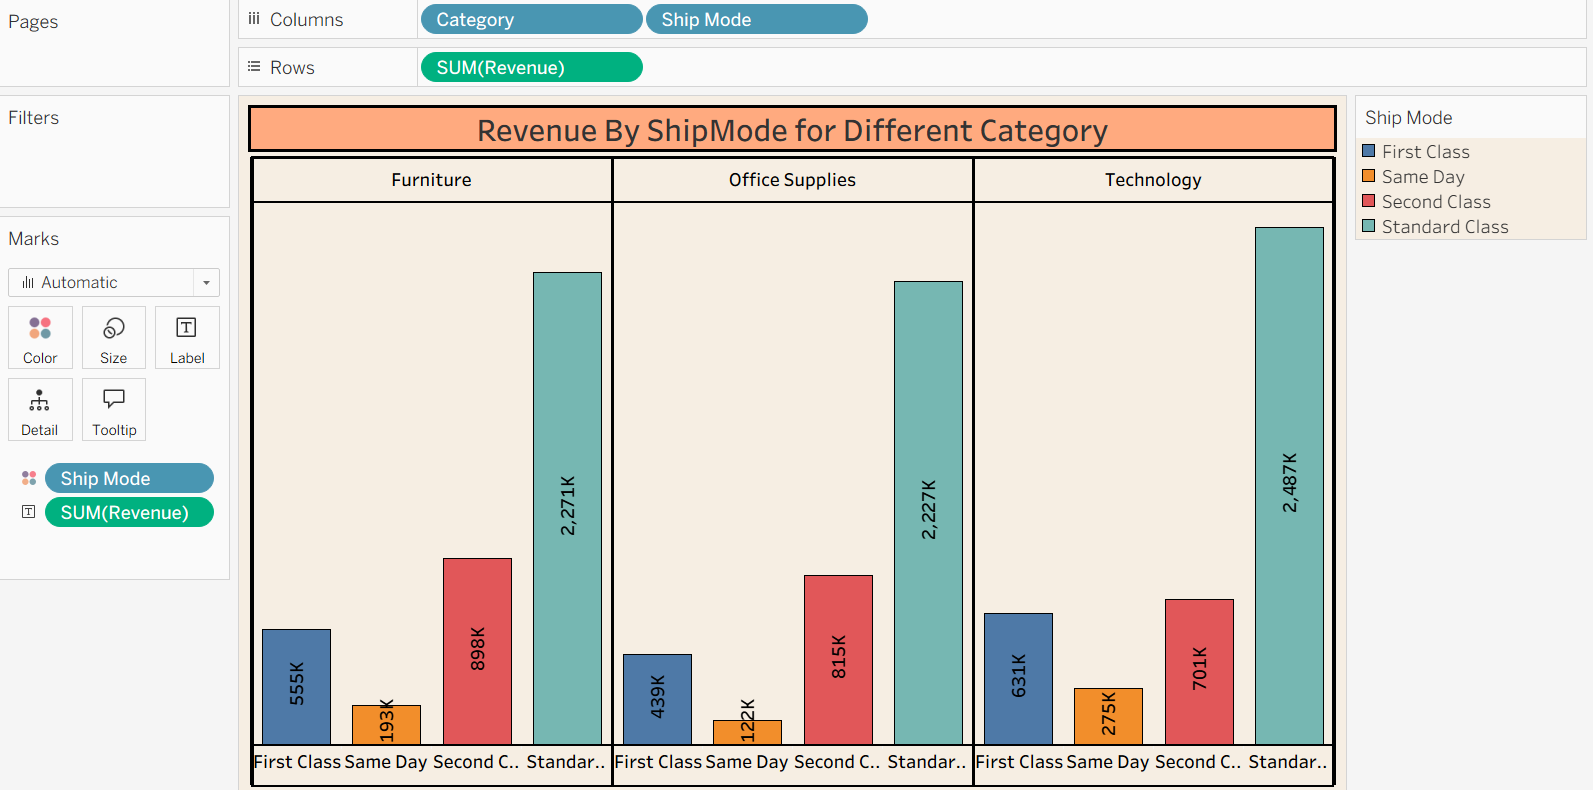 Pages
Columns
Category
Ship Mode
Rows
SUM(Revenue)
Filters
Marks
Automatic
Color
Size
Label
Detail
Tooltip
Ship Mode
SUM(Revenue)
Revenue By ShipMode for Different Category
Furniture
Office Supplies
Technology
555K
193K
898K
2,271K
439K
122K
815K
2,227K
631K
275K
701K
2,487K
First Class Same Day Second C.. Standar..
First Class Same Day Second C.. Standar..
First Class Same Day Second C.. Standar..
Ship Mode
First Class
Same Day
Second Class
Standard Class